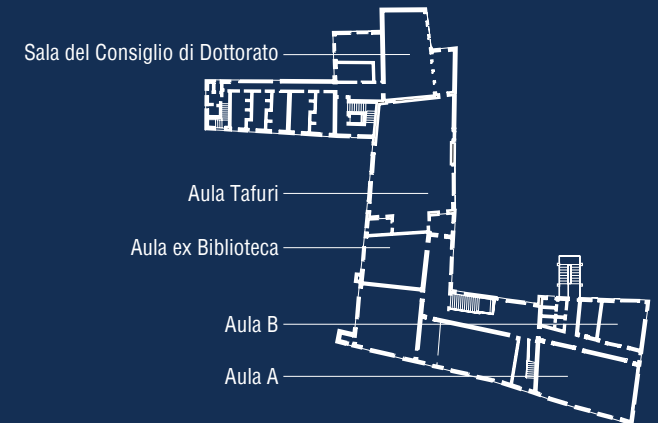 Sala del Consiglio di Dottorato
Aula Tafuri
Aula ex Biblioteca
Aula B
Aula A